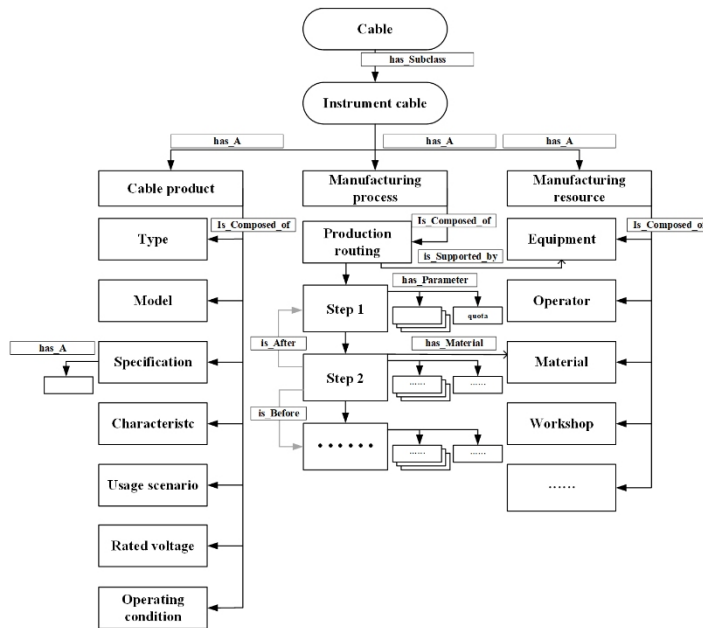 Cable
has_Subclass
Instrument cable
has_A
has_A
has_A
Cable product
Manufacturing
process
Manufacturing
resource
Is_Composed_of
Is_Composed_of
Is_Composed_of
Type
Production
routing
Equipment
is_Supported_by
has_Parameter
Model
Step 1
quota
Operator
is_After
has_Material
has_A
Specification
Step 2
......
......
Material
is_Before
Characteristc
......
......
......
Workshop
Usage scenario
......
Rated voltage
Operating
condition